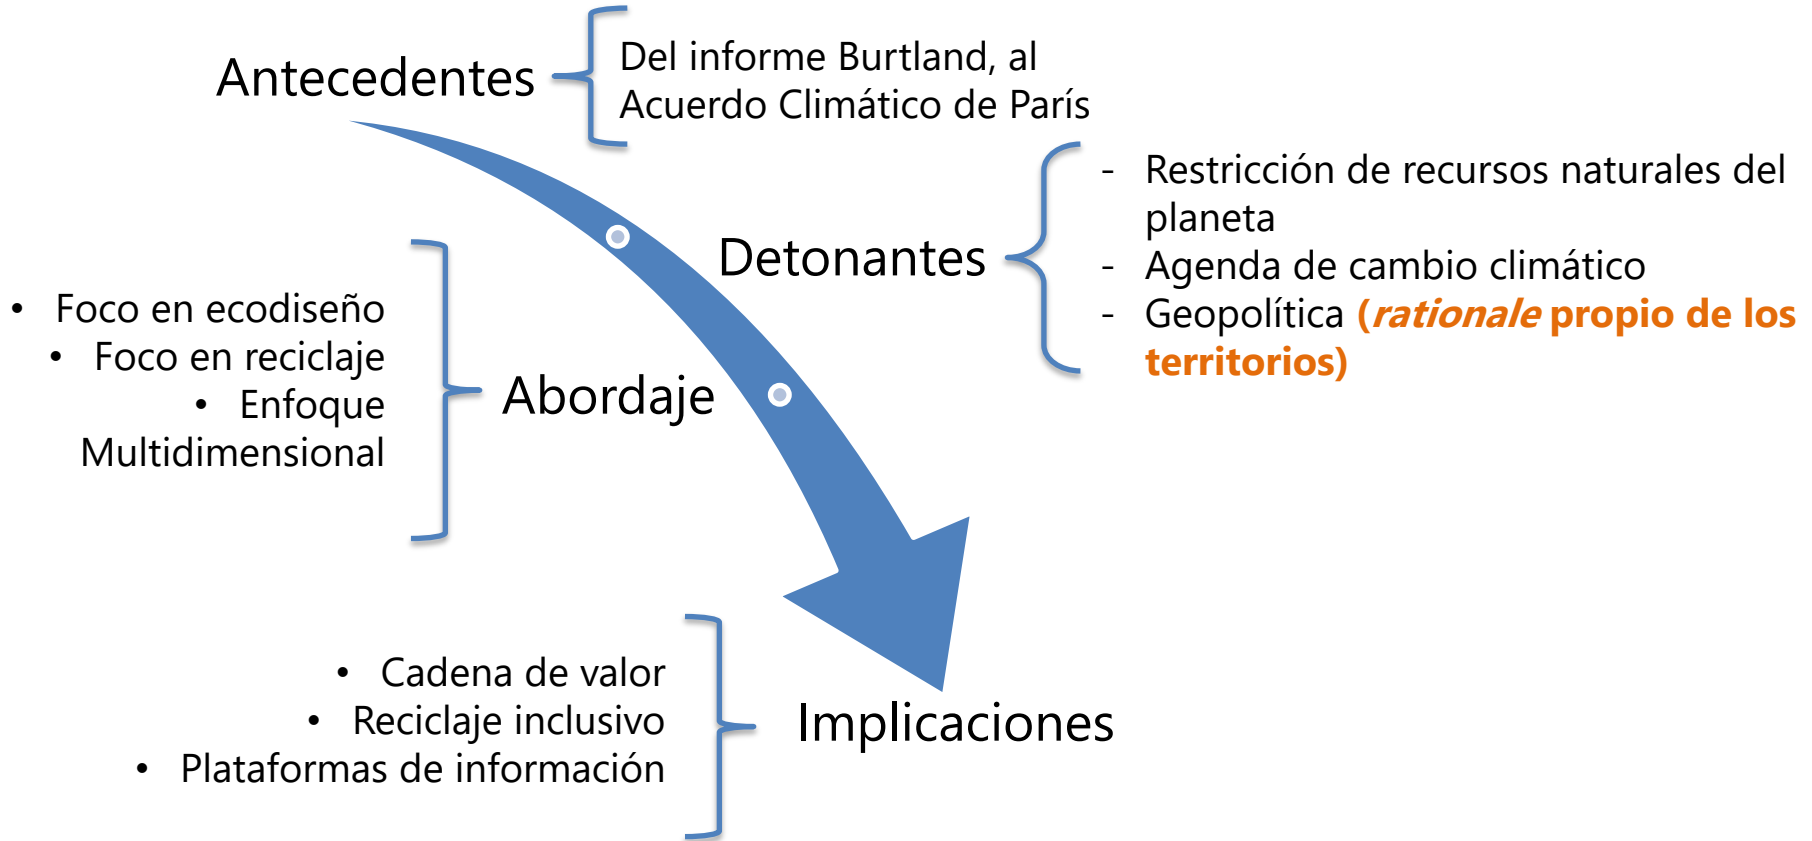 Antecedentes
Del informe Burtland, al
Acuerdo Climático de París
Detonantes
- Restricción de recursos naturales del
planeta
- Agenda de cambio climático
- Geopolítica (rationale propio de los
territorios)
• Foco en ecodiseño
• Foco en reciclaje
• Enfoque
Multidimensional
Abordaje
• Cadena de valor
• Reciclaje inclusivo
• Plataformas de información
Implicaciones